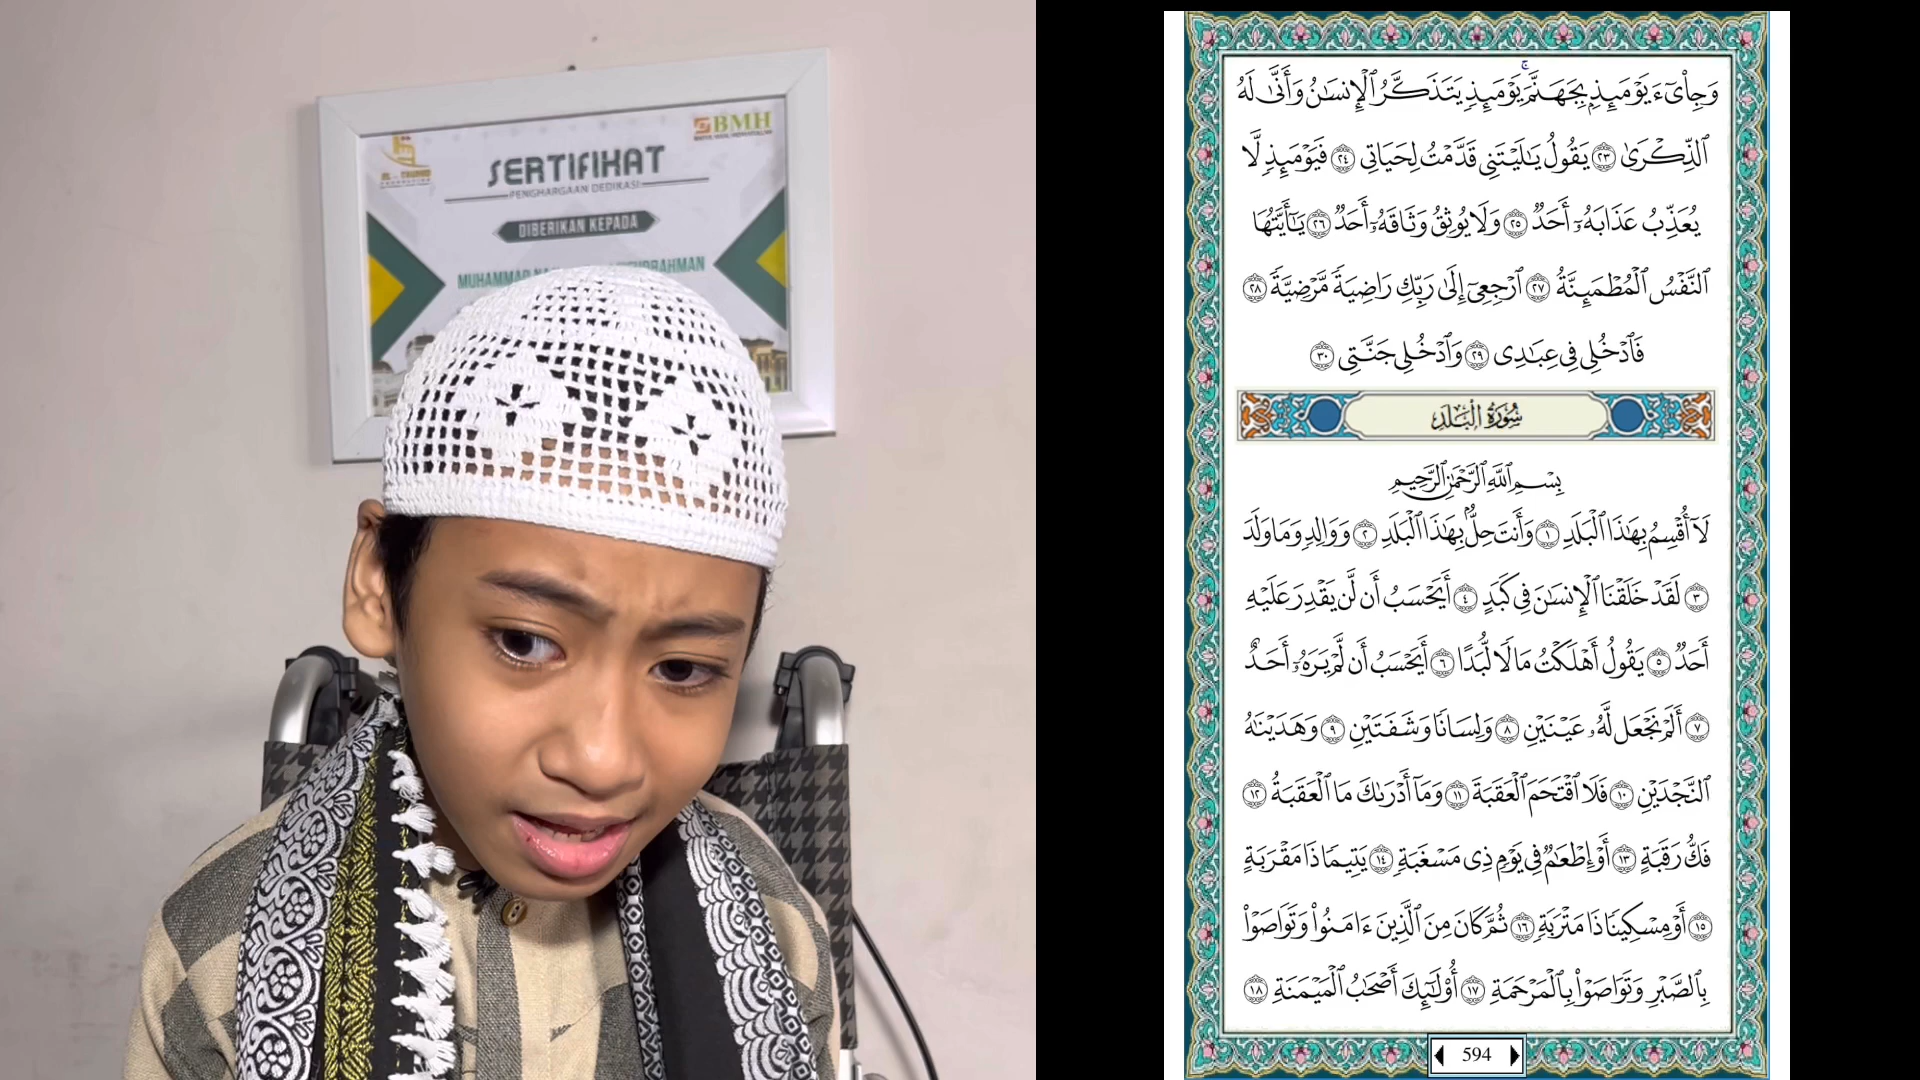 BMH
SERTIFIKAT
PENGHARGAAN DEDIKASI
DIBERIKAN KEPADA
MUHAMMAD
وَجِا۟ىٓءَ يَوْمَئِذٍۭ بِجَهَنَّمَ ۚ يَوْمَئِذٍ يَتَذَكَّرُ ٱلْإِنسَٰنُ وَأَنَّىٰ لَهُ
ٱلذِّكْرَىٰ ٢٣ يَقُولُ يَٰلَيْتَنِى قَدَّمْتُ لِحَيَاتِى ٢٤ فَيَوْمَئِذٍ لَّا
يُعَذِّبُ عَذَابَهُۥٓ أَحَدٌ ٢٥ وَلَا يُوثِقُ وَثَاقَهُۥٓ أَحَدٌ ٢٦ يَٰٓأَيَّتُهَا
ٱلنَّفْسُ ٱلْمُطْمَئِنَّةُ ٢٧ ٱرْجِعِىٓ إِلَىٰ رَبِّكِ رَاضِيَةً مَّرْضِيَّةً ٢٨
فَٱدْخُلِى فِى عِبَٰدِى ٢٩ وَٱدْخُلِى جَنَّتِى ٣٠
سُورَةُ الْبَلَدِ
بِسْمِ ٱللَّهِ ٱلرَّحْمَٰنِ ٱلرَّحِيمِ
لَآ أُقْسِمُ بِهَٰذَا ٱلْبَلَدِ ١ وَأَنتَ حِلٌّۢ بِهَٰذَا ٱلْبَلَدِ ٢ وَوَالِدٍ وَمَا وَلَدَ
٣ لَقَدْ خَلَقْنَا ٱلْإِنسَٰنَ فِى كَبَدٍ ٤ أَيَحْسَبُ أَن لَّن يَقْدِرَ عَلَيْهِ
أَحَدٌ ٥ يَقُولُ أَهْلَكْتُ مَالًا لُّبَدًا ٦ أَيَحْسَبُ أَن لَّمْ يَرَهُۥٓ أَحَدٌ
٧ أَلَمْ نَجْعَل لَّهُۥ عَيْنَيْنِ ٨ وَلِسَانًا وَشَفَتَيْنِ ٩ وَهَدَيْنَٰهُ
ٱلنَّجْدَيْنِ ١٠ فَلَا ٱقْتَحَمَ ٱلْعَقَبَةَ ١١ وَمَآ أَدْرَىٰكَ مَا ٱلْعَقَبَةُ ١٢
فَكُّ رَقَبَةٍ ١٣ أَوْ إِطْعَٰمٌ فِى يَوْمٍ ذِى مَسْغَبَةٍ ١٤ يَتِيمًا ذَا مَقْرَبَةٍ
١٥ أَوْ مِسْكِينًا ذَا مَتْرَبَةٍ ١٦ ثُمَّ كَانَ مِنَ ٱلَّذِينَ ءَامَنُوا۟ وَتَوَاصَوْا۟
بِٱلصَّبْرِ وَتَوَاصَوْا۟ بِٱلْمَرْحَمَةِ ١٧ أُو۟لَٰٓئِكَ أَصْحَٰبُ ٱلْمَيْمَنَةِ ١٨
594